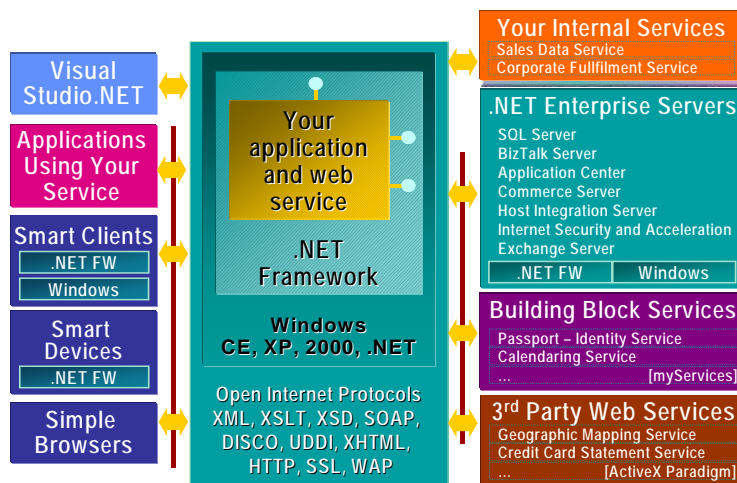 Visual
Studio.NET
Applications
Using Your
Service
Smart Clients
.NET FW
Windows
Smart
Devices
.NET FW
Simple
Browsers
Your
application
and web
service
.NET
Framework
Windows
CE, XP, 2000, .NET
Open Internet Protocols
XML, XSLT, XSD, SOAP,
DISCO, UDDI, XHTML,
HTTP, SSL, WAP
Your Internal Services
Sales Data Service
Corporate Fullfilment Service
.NET Enterprise Servers
SQL Server
BizTalk Server
Application Center
Commerce Server
Host Integration Server
Internet Security and Acceleration
Exchange Server
.NET FW Windows
Building Block Services
Passport – Identity Service
Calendaring Service
... [myServices]
3rd Party Web Services
Geographic Mapping Service
Credit Card Statement Service
... [ActiveX Paradigm]